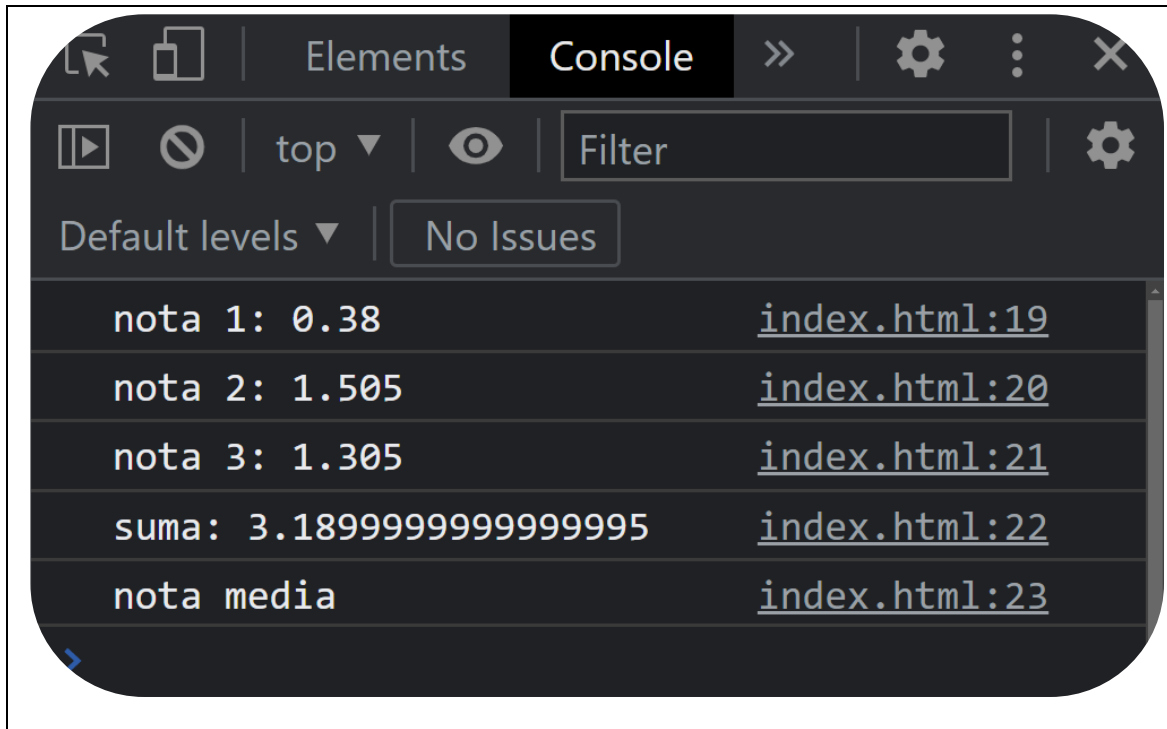 Elements Console
top Filter
Default levels No Issues
nota 1: 0.38 index.html:19
nota 2: 1.505 index.html:20
nota 3: 1.305 index.html:21
suma: 3.1899999999999995 index.html:22
nota media index.html:23